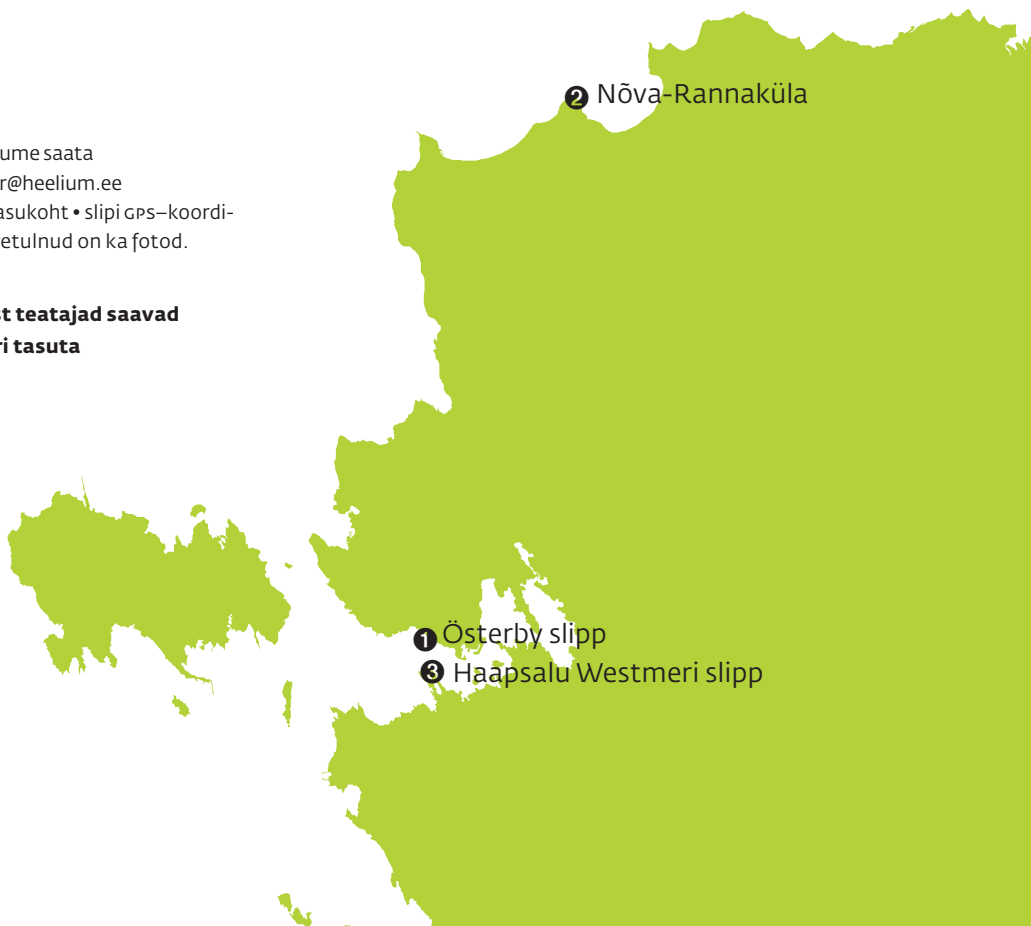 ❷ Nõva-Rannaküla
ume saata
r@heelium.ee
asukoht • slipi GPS–koordi-
etulnud on ka fotod.
st teatajad saavad
ri tasuta
❶ Österby slipp
❸ Haapsalu Westmeri slipp